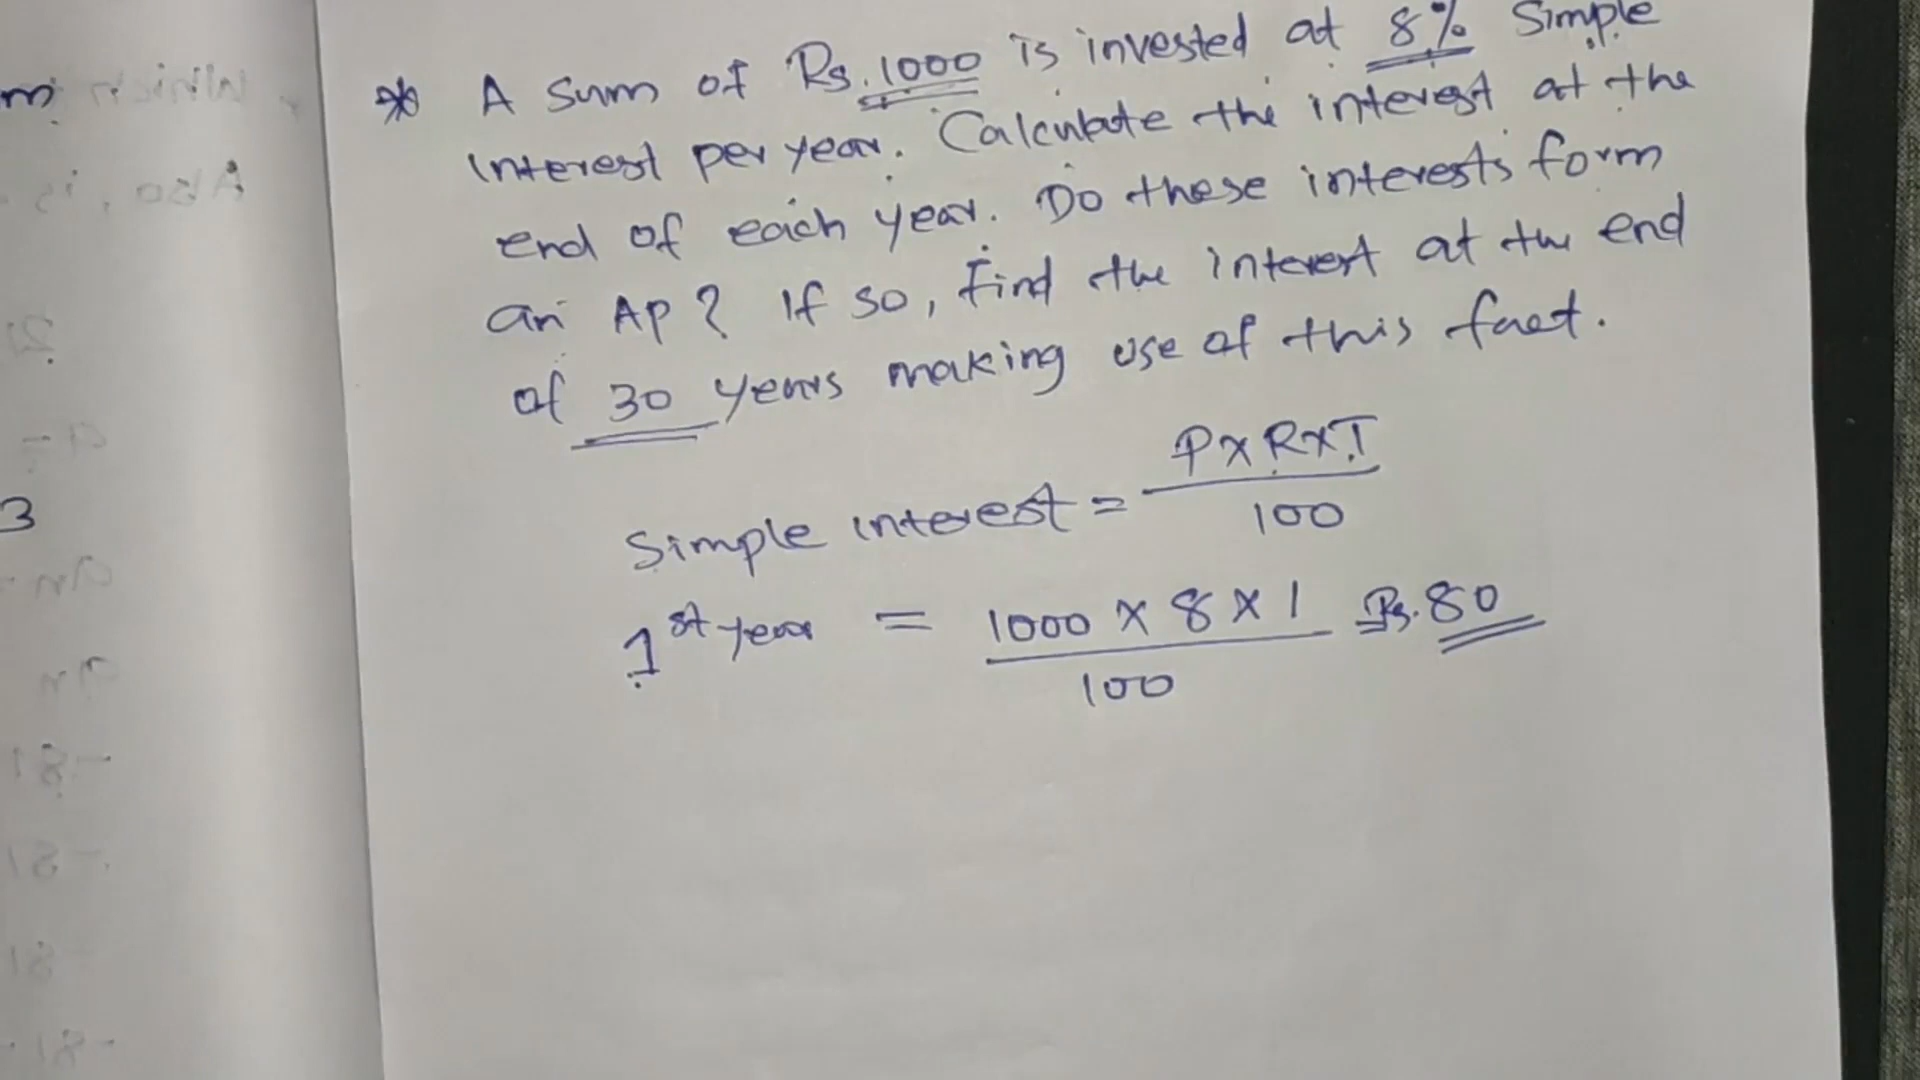 A sum of Rs.1000 is invested at 8% Simple
interest per year. Calculate the interest at the
end of each year. Do these interests form
an AP? If so, find the interest at the end
of 30 years making use of this fact.
Simple interest = P×R×T
100
1st year = 1000 × 8 × 1 Rs.80
100
3